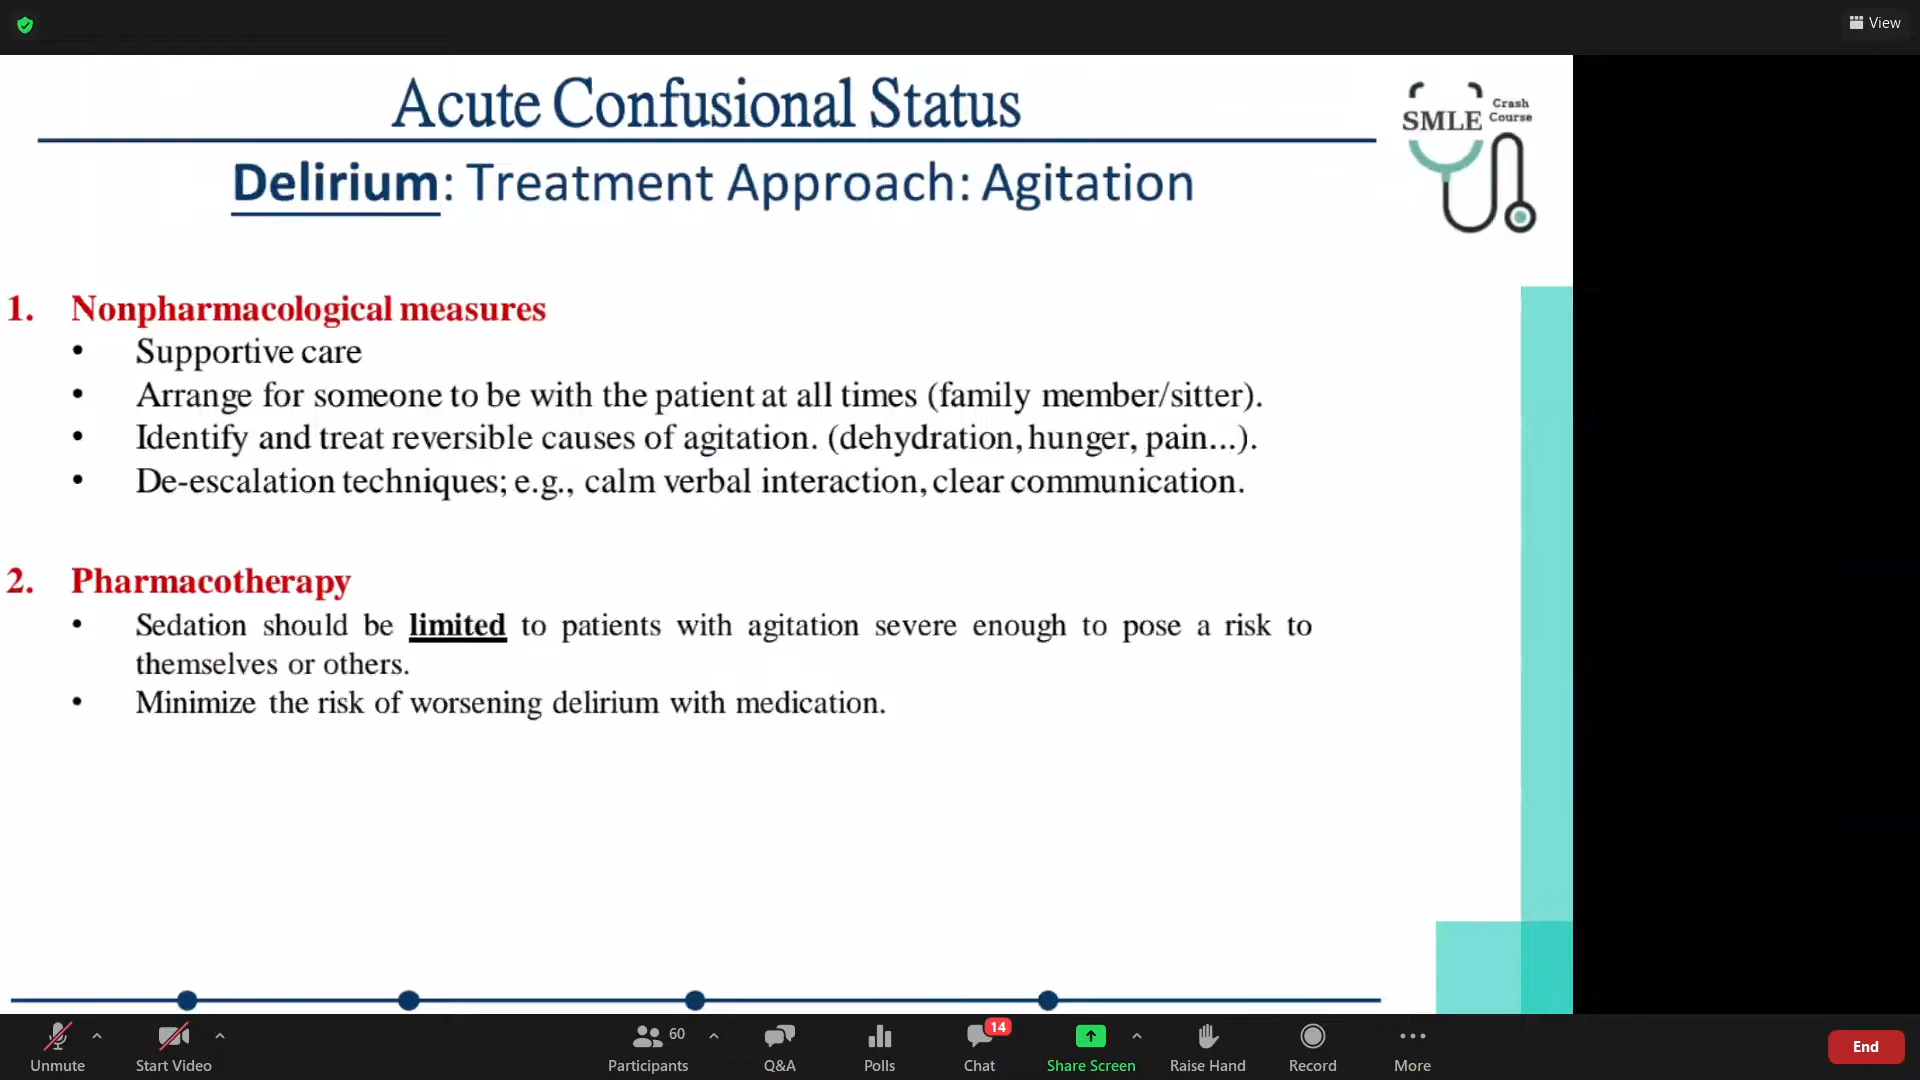 View
Acute Confusional Status
SMLE Crash Course
Delirium: Treatment Approach: Agitation
1. Nonpharmacological measures
• Supportive care
• Arrange for someone to be with the patient at all times (family member/sitter).
• Identify and treat reversible causes of agitation. (dehydration, hunger, pain...).
• De-escalation techniques; e.g., calm verbal interaction, clear communication.
2. Pharmacotherapy
• Sedation should be limited to patients with agitation severe enough to pose a risk to
themselves or others.
• Minimize the risk of worsening delirium with medication.
60
14
Unmute
Start Video
Participants
Q&A
Polls
Chat
Share Screen
Raise Hand
Record
More
End